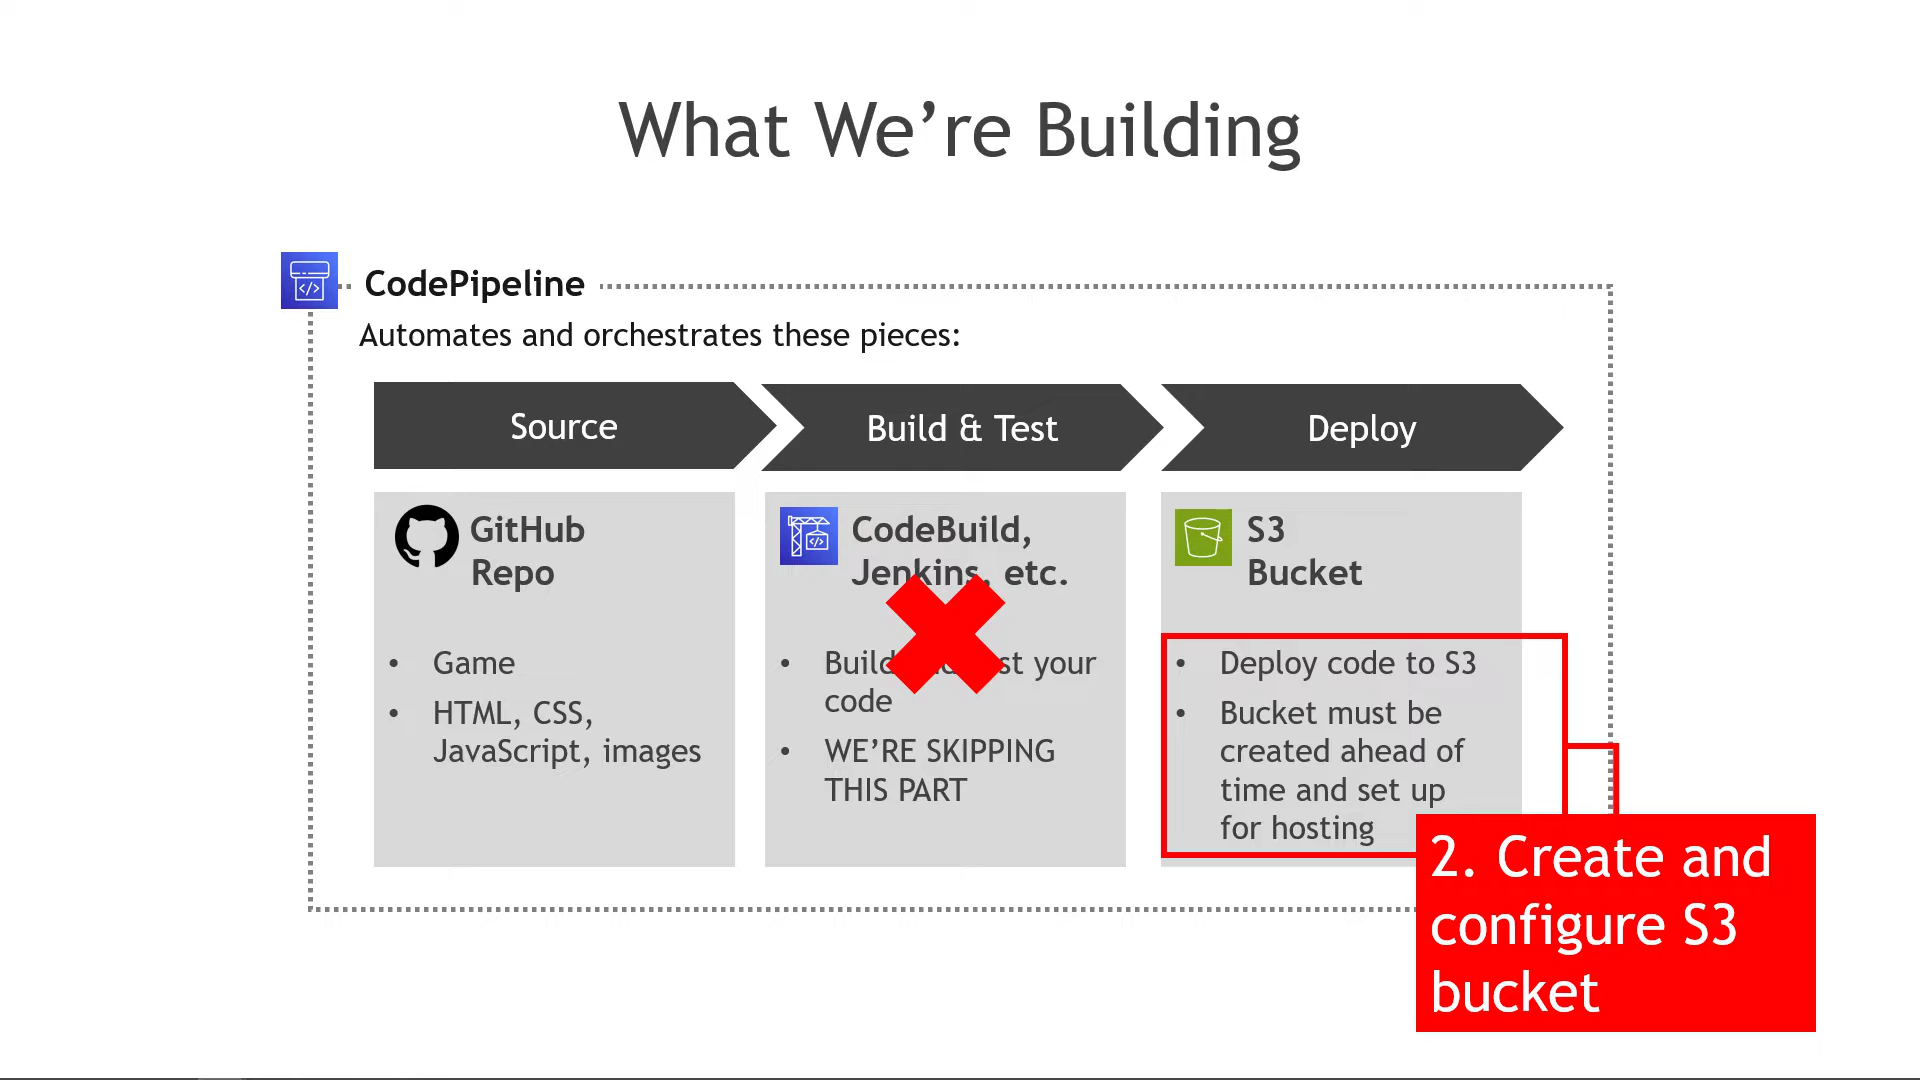 What We’re Building
CodePipeline
Automates and orchestrates these pieces:
Source
Build & Test
Deploy
GitHub
Repo
• Game
• HTML, CSS,
JavaScript, images
CodeBuild,
Jenkins, etc.
• Build your
code
• WE’RE SKIPPING
THIS PART
S3
Bucket
• Deploy code to S3
• Bucket must be
created ahead of
time and set up
for hosting
2. Create and
configure S3
bucket